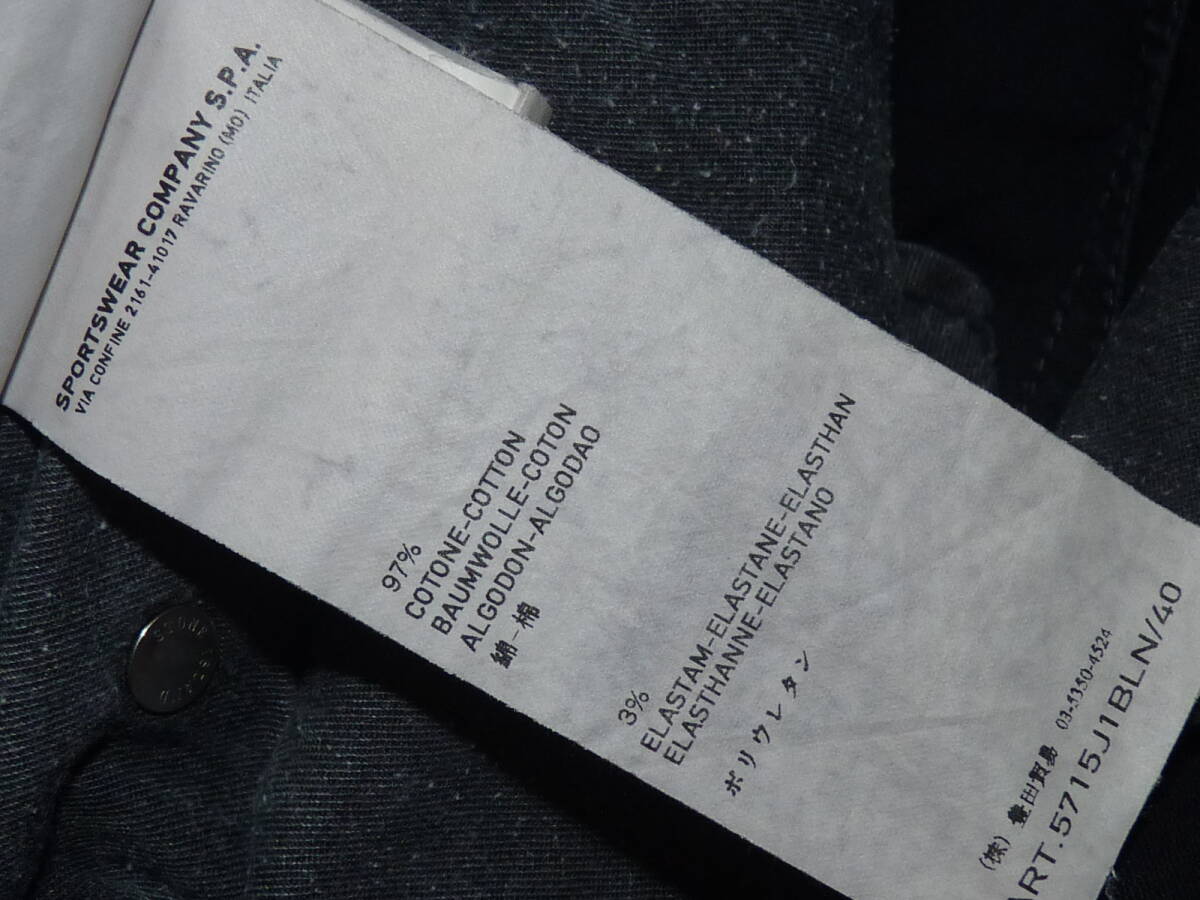 SPORTSWEAR COMPANY S.P.A.
VIA CONFINE 2161-41017 RAVARINO (MO) ITALIA
97%
COTONE-COTTON
BAUMWOLLE-COTON
ALGODON-ALGODAO
綿-棉
3%
ELASTAM-ELASTANE-ELASTHAN
ELASTHANNE-ELASTANO
ポリウレタン
(株) 豊田貿易 03-5350-4524
ART.5715J1BLN/40